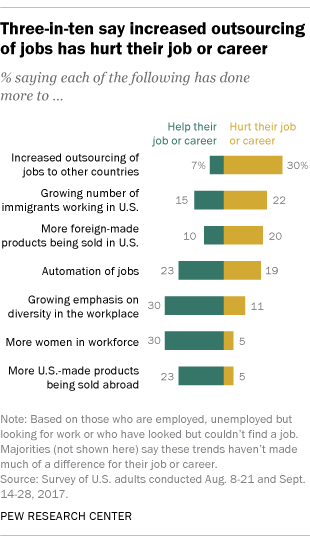 Three-in-ten say increased outsourcing
of jobs has hurt their job or career
% saying each of the following has done
more to ...
Help their
job or career
Hurt their job
or career
Increased outsourcing of
jobs to other countries
7%
30%
Growing number of
immigrants working in U.S.
15
22
More foreign-made
products being sold in U.S.
10
20
Automation of jobs
23
19
Growing emphasis on
diversity in the workplace
30
11
More women in workforce
30
5
More U.S.-made products
being sold abroad
23
5
Note: Based on those who are employed, unemployed but
looking for work or who have looked but couldn't find a job.
Majorities (not shown here) say these trends haven't made
much of a difference for their job or career.
Source: Survey of U.S. adults conducted Aug. 8-21 and Sept.
14-28, 2017.
PEW RESEARCH CENTER